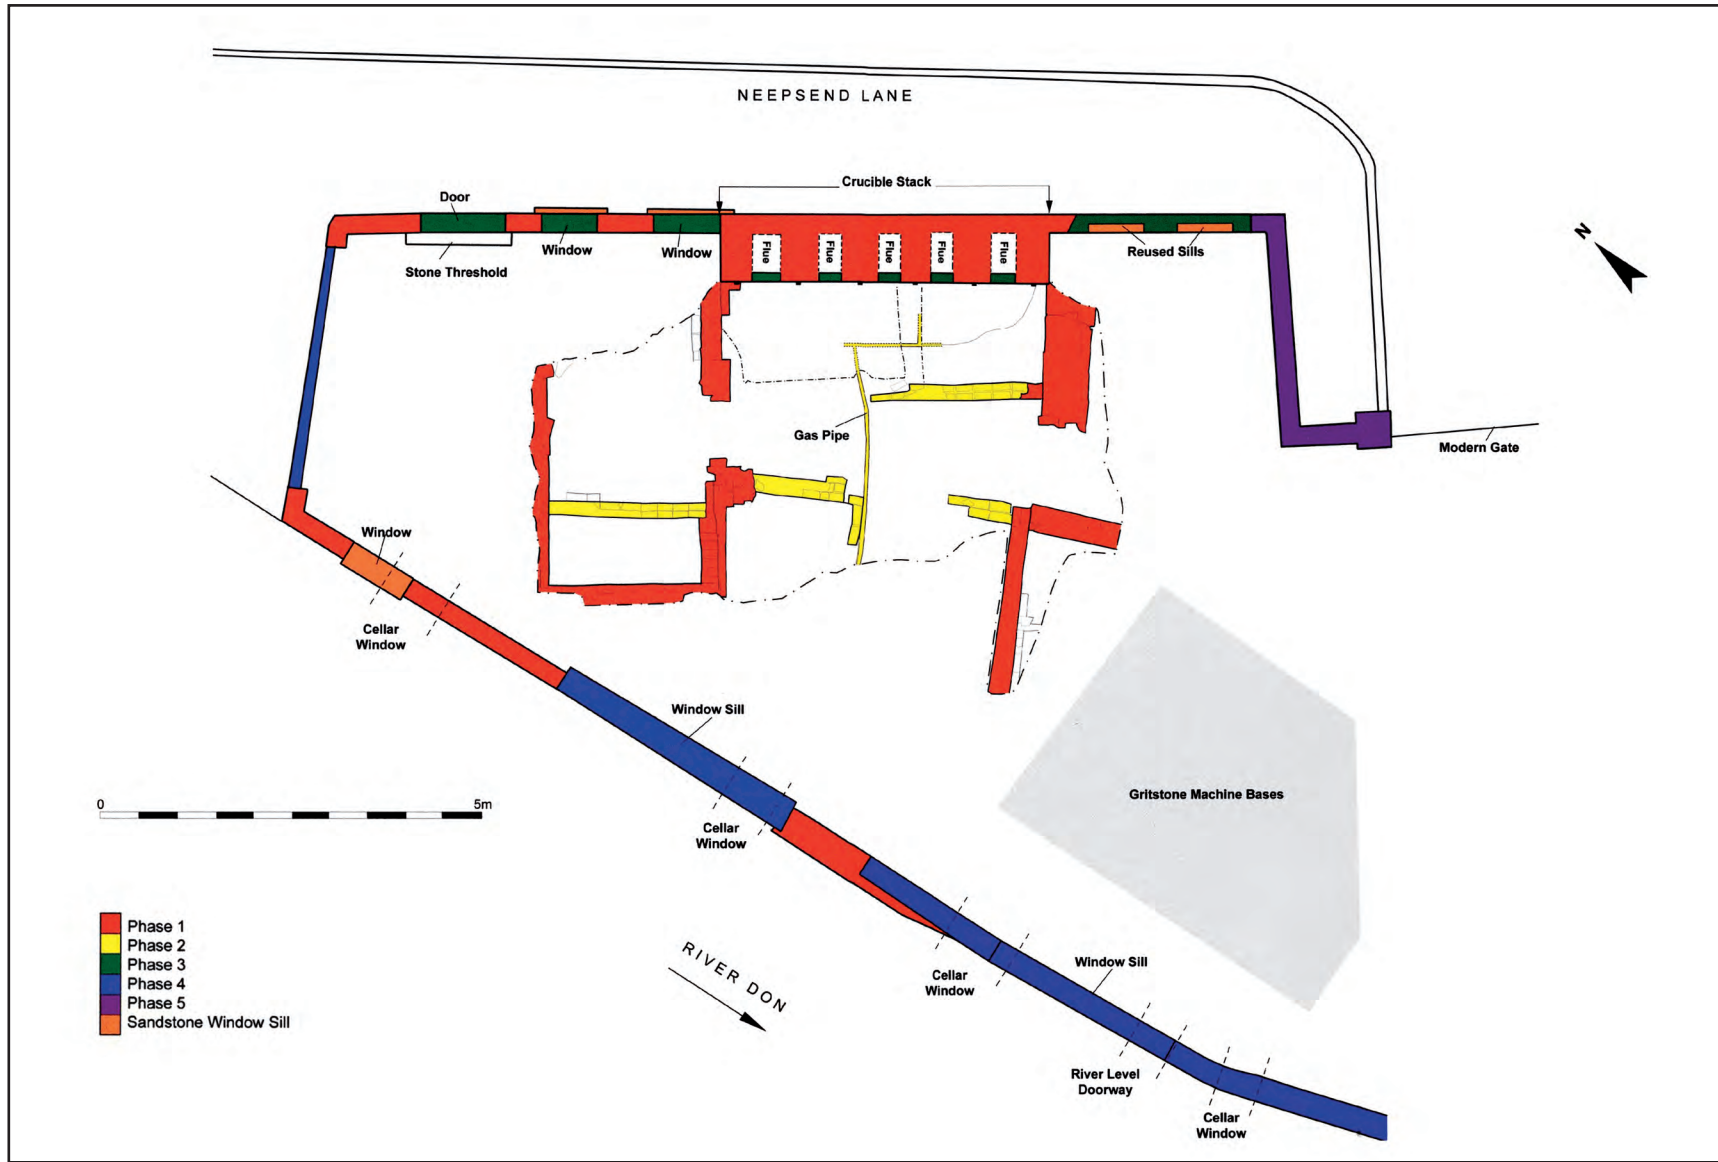 NEEPSEND LANE
Crucible Stack
Door
N
Window
Window
Flue
Flue
Flue
Flue
Flue
Reused Sills
Stone Threshold
Gas Pipe
Modern Gate
Window
Cellar
Window
Window Sill
Gritstone Machine Bases
0
5m
Cellar
Window
Phase 1
Phase 2
Phase 3
Phase 4
Phase 5
Sandstone Window Sill
RIVER DON
Window Sill
Cellar
Window
River Level
Doorway
Cellar
Window